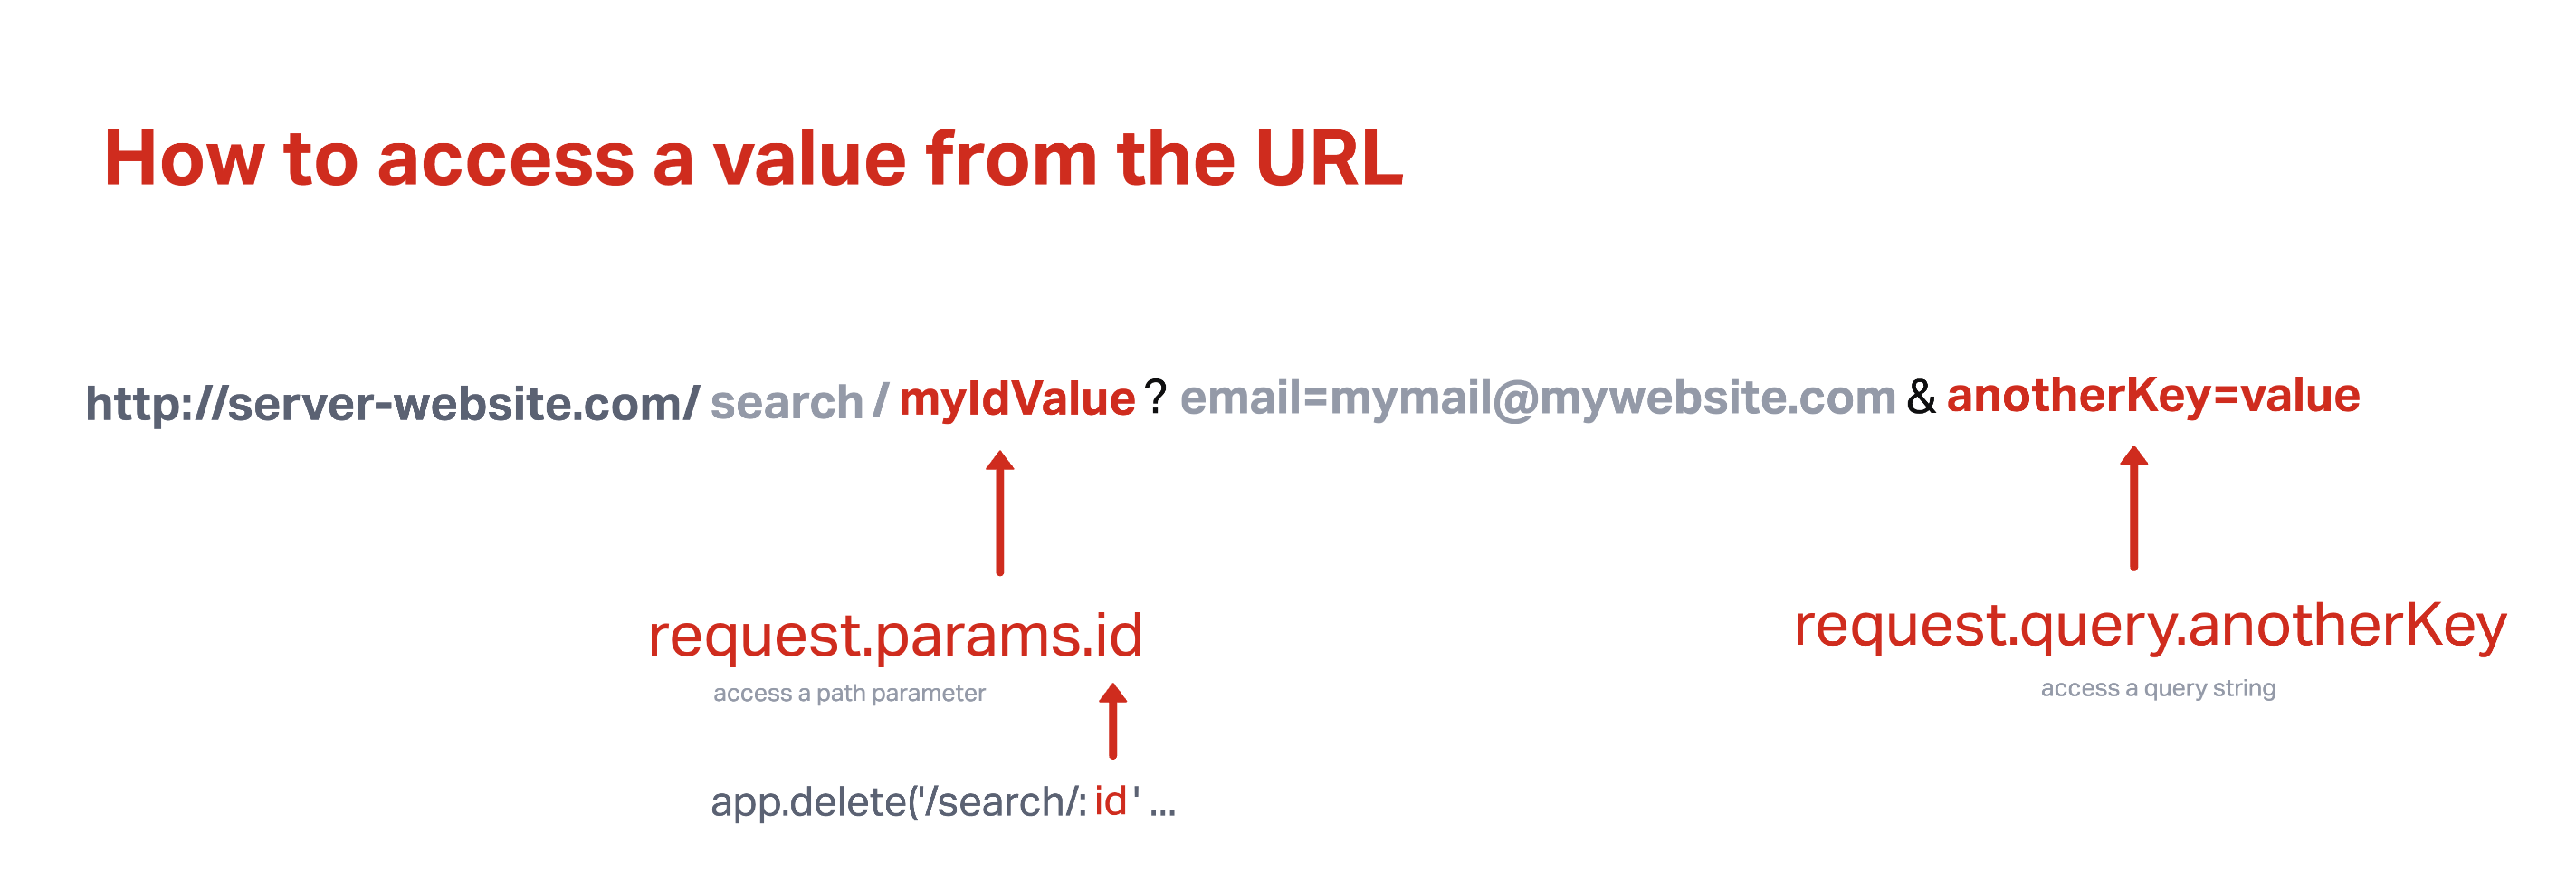 How to access a value from the URL
http://server-website.com/ search / myIdValue ? email=mymail@mywebsite.com & anotherKey=value
request.params.id
request.query.anotherKey
access a path parameter
access a query string
app.delete('/search/: id ' ...